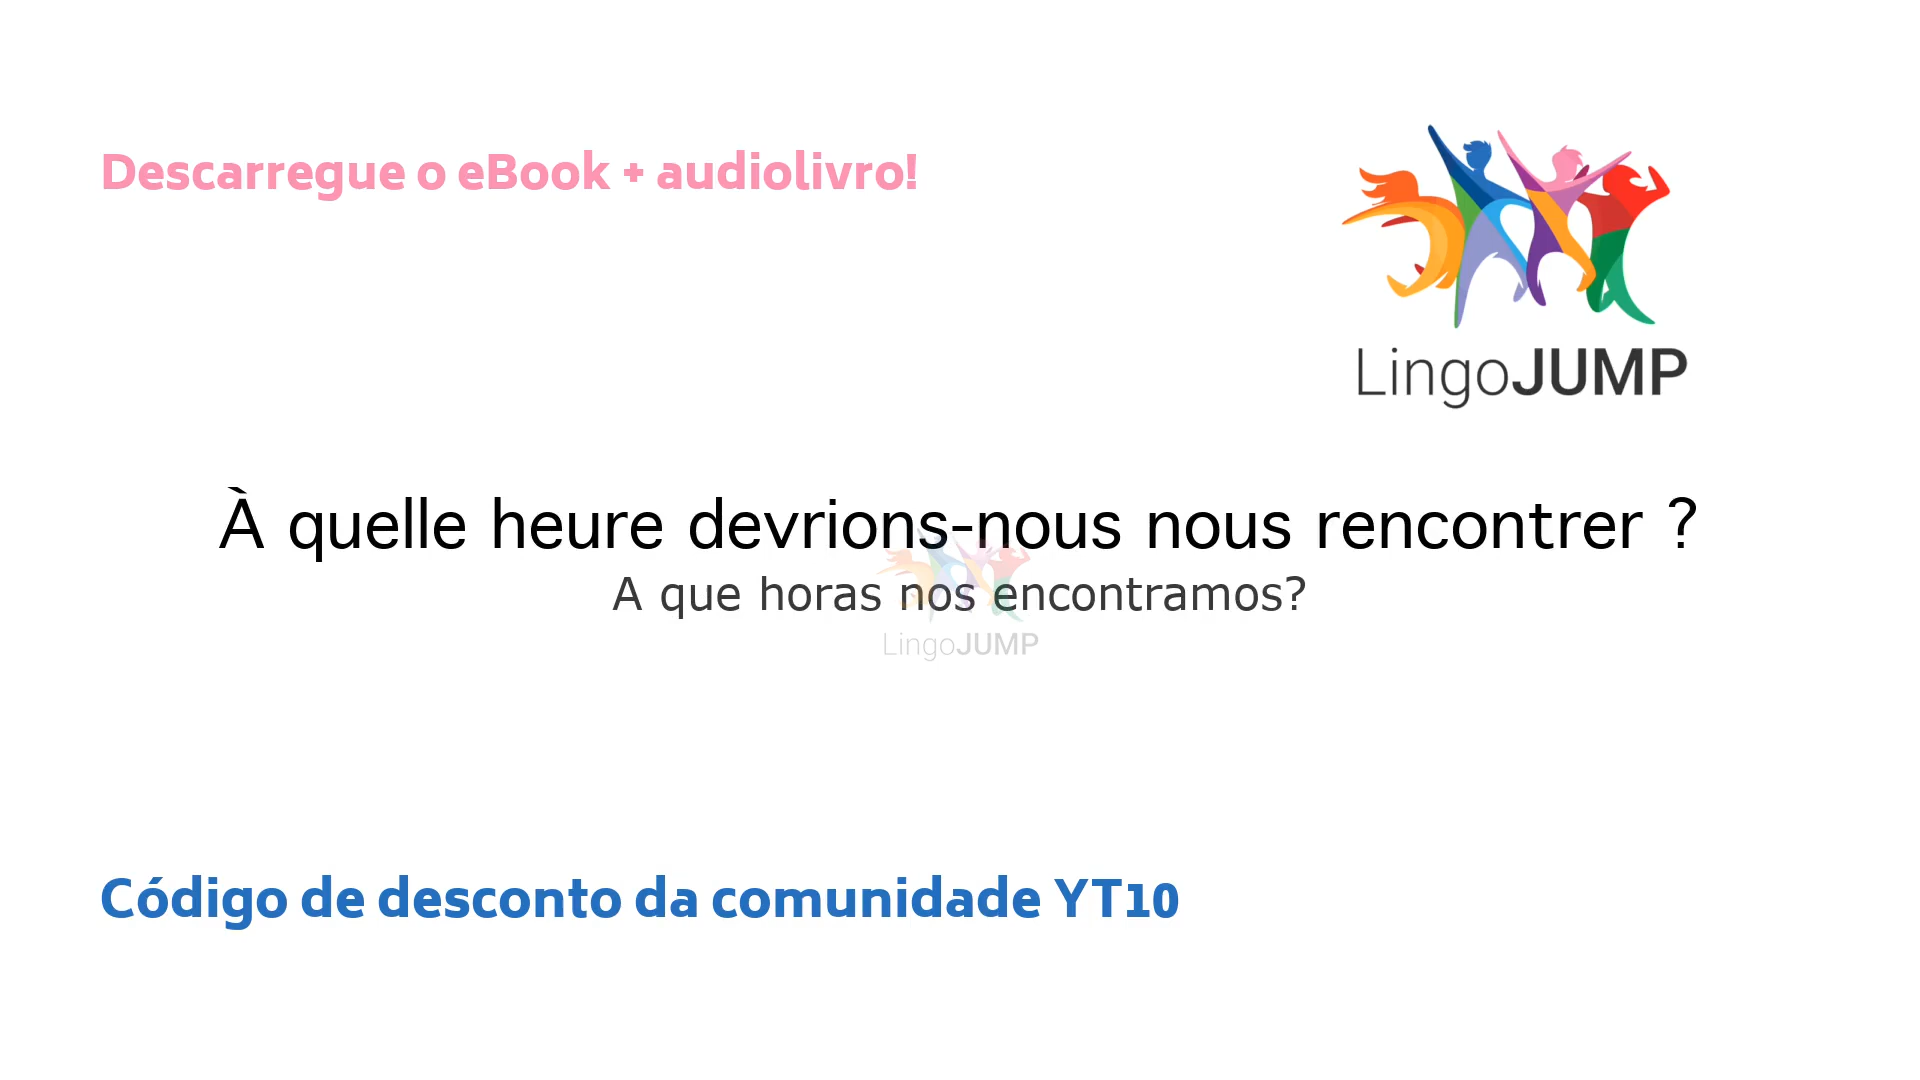 Descarregue o eBook + audiolivro!
LingoJUMP
À quelle heure devrions-nous nous rencontrer ?
A que horas nos encontramos?
LingoJUMP
Código de desconto da comunidade YT10